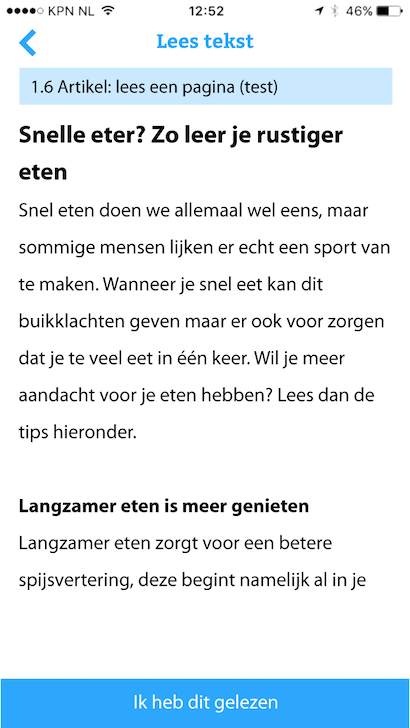 KPN NL 12:52 46%
Lees tekst
1.6 Artikel: lees een pagina (test)
Snelle eter? Zo leer je rustiger
eten
Snel eten doen we allemaal wel eens, maar
sommige mensen lijken er echt een sport van
te maken. Wanneer je snel eet kan dit
buikklachten geven maar er ook voor zorgen
dat je te veel eet in één keer. Wil je meer
aandacht voor je eten hebben? Lees dan de
tips hieronder.
Langzamer eten is meer genieten
Langzamer eten zorgt voor een betere
spijsvertering, deze begint namelijk al in je
Ik heb dit gelezen